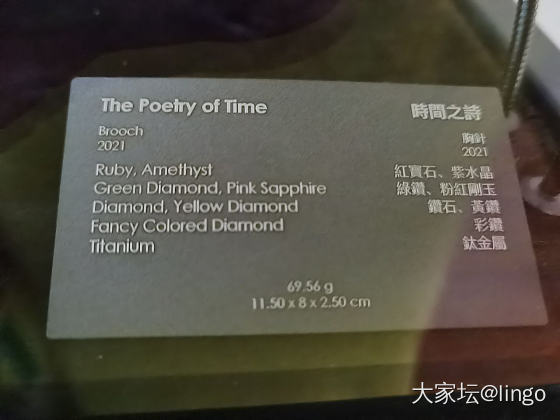 The Poetry of Time 時間之詩
Brooch 胸針
2021 2021
Ruby, Amethyst 紅寶石、紫水晶
Green Diamond, Pink Sapphire 綠鑽、粉紅剛玉
Diamond, Yellow Diamond 鑽石、黃鑽
Fancy Colored Diamond 彩鑽
Titanium 鈦金屬
69.56 g
11.50 x 8 x 2.50 cm
大家坛@lingo